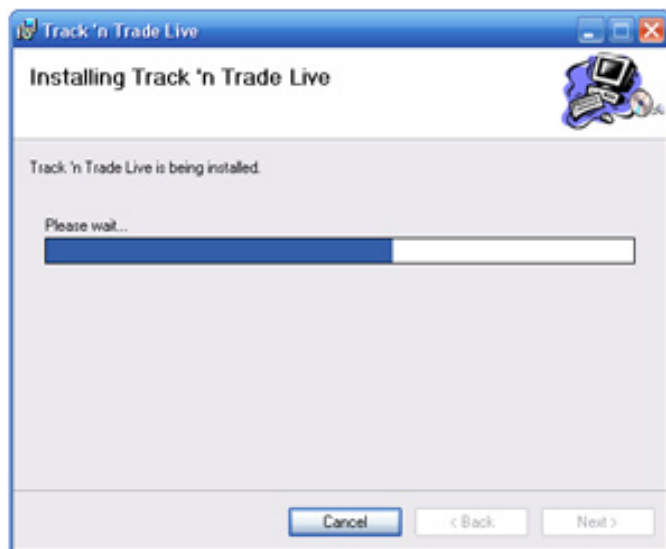 Track 'n Trade Live
Installing Track 'n Trade Live
Track 'n Trade Live is being installed.
Please wait...
Cancel
< Back
Next >